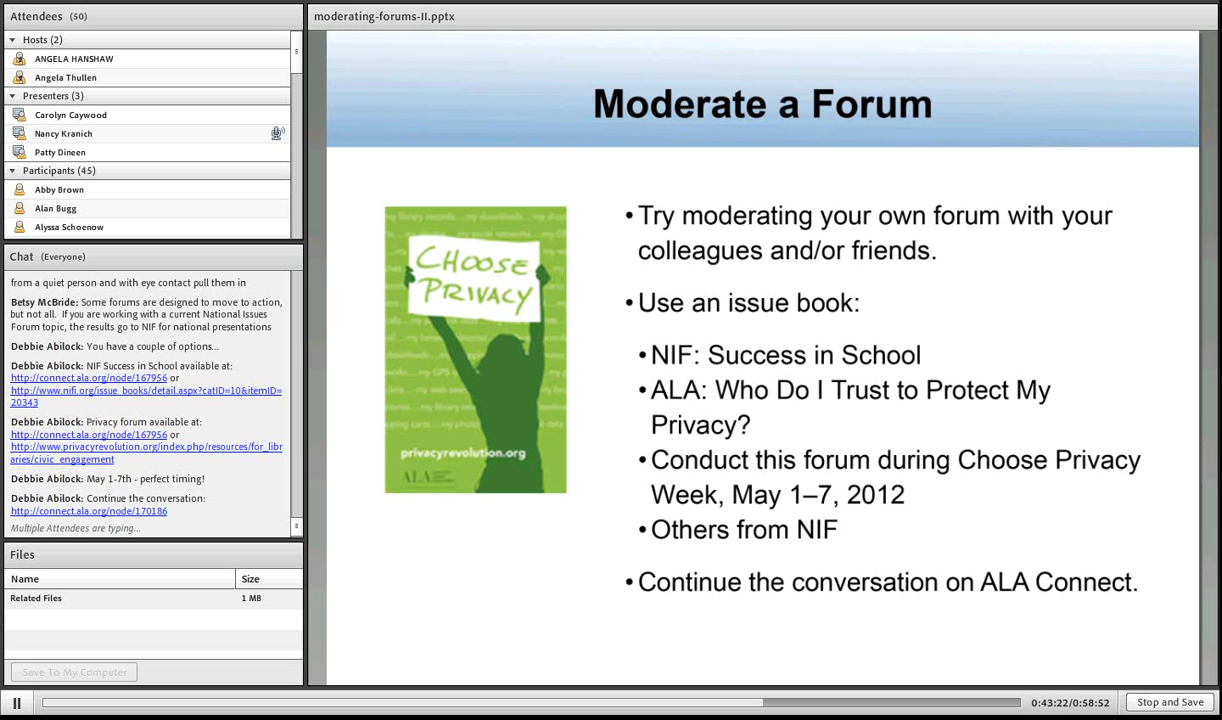 Attendees (50)
Hosts (2)
ANGELA HANSHAW
Angela Thullen
Presenters (3)
Carolyn Caywood
Nancy Kranich
Patty Dineen
Participants (45)
Abby Brown
Alan Bugg
Alyssa Schoenow
Chat (Everyone)
from a quiet person and with eye contact pull them in
Betsy McBride: Some forums are designed to move to action,
but not all. If you are working with a current National Issues
Forum topic, the results go to NIF for national presentations
Debbie Abilock: You have a couple of options...
Debbie Abilock: NIF Success in School available at:
http://connect.ala.org/node/167956 or
http://www.nifi.org/issue_books/detail.aspx?catID=10&itemID=
20343
Debbie Abilock: Privacy forum available at:
http://connect.ala.org/node/167956 or
http://www.privacyrevolution.org/index.php/resources/for_libr
aries/civic_engagement
Debbie Abilock: May 1-7th - perfect timing!
Debbie Abilock: Continue the conversation:
http://connect.ala.org/node/170186
Multiple Attendees are typing...
Files
Name Size
Related Files 1 MB
Save To My Computer
moderating-forums-II.pptx
Moderate a Forum
CHOOSE
PRIVACY
privacyrevolution.org
ALA
• Try moderating your own forum with your
colleagues and/or friends.
• Use an issue book:
• NIF: Success in School
• ALA: Who Do I Trust to Protect My
Privacy?
• Conduct this forum during Choose Privacy
Week, May 1–7, 2012
• Others from NIF
• Continue the conversation on ALA Connect.
0:43:22/0:58:52
Stop and Save